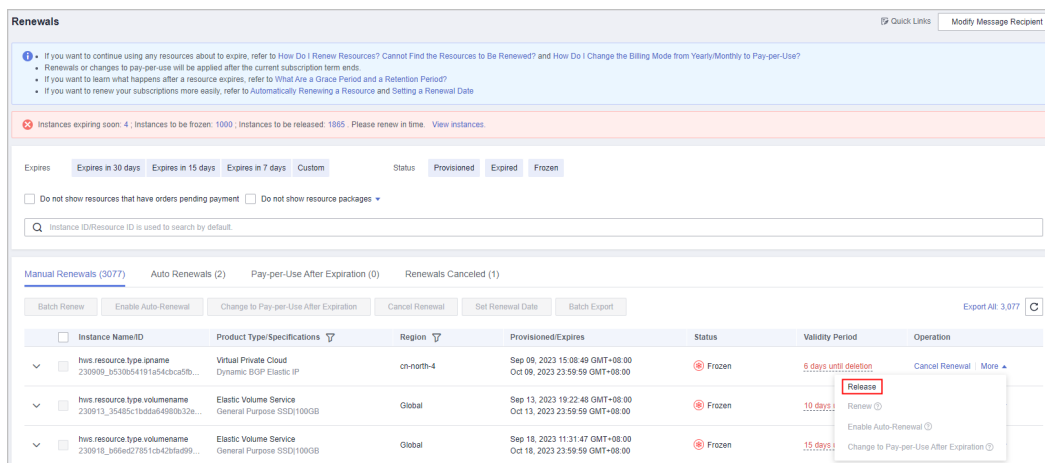 Renewals
Quick Links
Modify Message Recipient
If you want to continue using any resources about to expire, refer to How Do I Renew Resources? Cannot Find the Resources to Be Renewed? and How Do I Change the Billing Mode from Yearly/Monthly to Pay-per-Use?
Renewals or changes to pay-per-use will be applied after the current subscription term ends.
If you want to learn what happens after a resource expires, refer to What Are a Grace Period and a Retention Period?
If you want to renew your subscriptions more easily, refer to Automatically Renewing a Resource and Setting a Renewal Date
Instances expiring soon: 4 ; Instances to be frozen: 1000 ; Instances to be released: 1865 . Please renew in time. View instances.
Expires Expires in 30 days Expires in 15 days Expires in 7 days Custom Status Provisioned Expired Frozen
Do not show resources that have orders pending payment Do not show resource packages
Instance ID/Resource ID is used to search by default.
Manual Renewals (3077) Auto Renewals (2) Pay-per-Use After Expiration (0) Renewals Canceled (1)
Batch Renew Enable Auto-Renewal Change to Pay-per-Use After Expiration Cancel Renewal Set Renewal Date Batch Export Export All: 3,077
Instance Name/ID Product Type/Specifications Region Provisioned/Expires Status Validity Period Operation
hws.resource.type.ipname Virtual Private Cloud Sep 09, 2023 15:08:49 GMT+08:00
cn-north-4 Frozen 6 days until deletion Cancel Renewal More
230909_b530b54191a54cbca5fb... Dynamic BGP Elastic IP Oct 09, 2023 23:59:59 GMT+08:00
Release
hws.resource.type.volumename Elastic Volume Service Sep 13, 2023 19:22:48 GMT+08:00
Global Frozen 10 days Renew
230913_35485c1bdda64980b32e... General Purpose SSD|100GB Oct 13, 2023 23:59:59 GMT+08:00
Enable Auto-Renewal
hws.resource.type.volumename Elastic Volume Service Sep 18, 2023 11:31:47 GMT+08:00
Global Frozen 15 days Change to Pay-per-Use After Expiration
230918_b66ed27851cb42bfad99... General Purpose SSD|100GB Oct 18, 2023 23:59:59 GMT+08:00